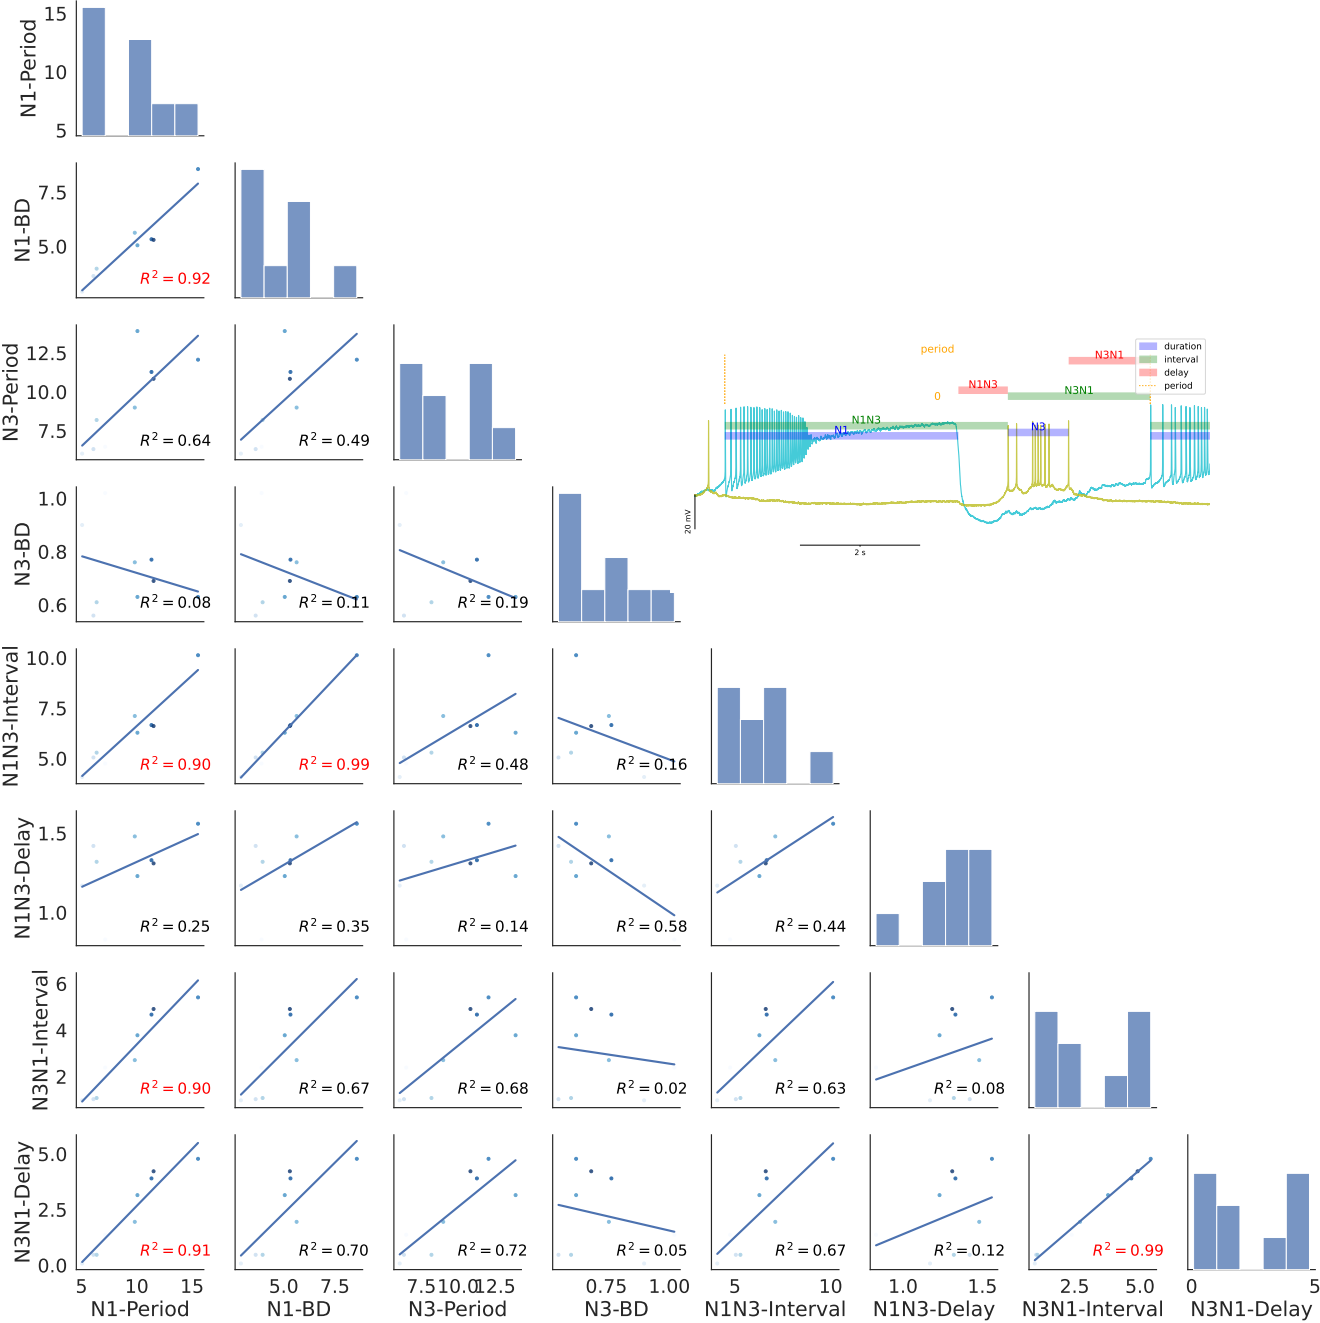 N1-Period
15
10
5
N1-BD
7.5
5.0
R² = 0.92
N3-Period
12.5
10.0
7.5
R² = 0.64
R² = 0.49
period
0
N1N3
N3N1
N3N1
duration
interval
delay
period
N1N3
N1
N3
20 mV
2 s
N3-BD
1.0
0.8
0.6
R² = 0.08
R² = 0.11
R² = 0.19
N1N3-Interval
10.0
7.5
5.0
R² = 0.90
R² = 0.99
R² = 0.48
R² = 0.16
N1N3-Delay
1.5
1.0
R² = 0.25
R² = 0.35
R² = 0.14
R² = 0.58
R² = 0.44
N3N1-Interval
6
4
2
R² = 0.90
R² = 0.67
R² = 0.68
R² = 0.02
R² = 0.63
R² = 0.08
N3N1-Delay
5.0
2.5
0.0
R² = 0.91
R² = 0.70
R² = 0.72
R² = 0.05
R² = 0.67
R² = 0.12
R² = 0.99
5 10 15 5.0 7.5 7.5 10.0 12.5 0.75 1.00 5 10 1.0 1.5 2.5 5.0 0 5
N1-Period N1-BD N3-Period N3-BD N1N3-Interval N1N3-Delay N3N1-Interval N3N1-Delay